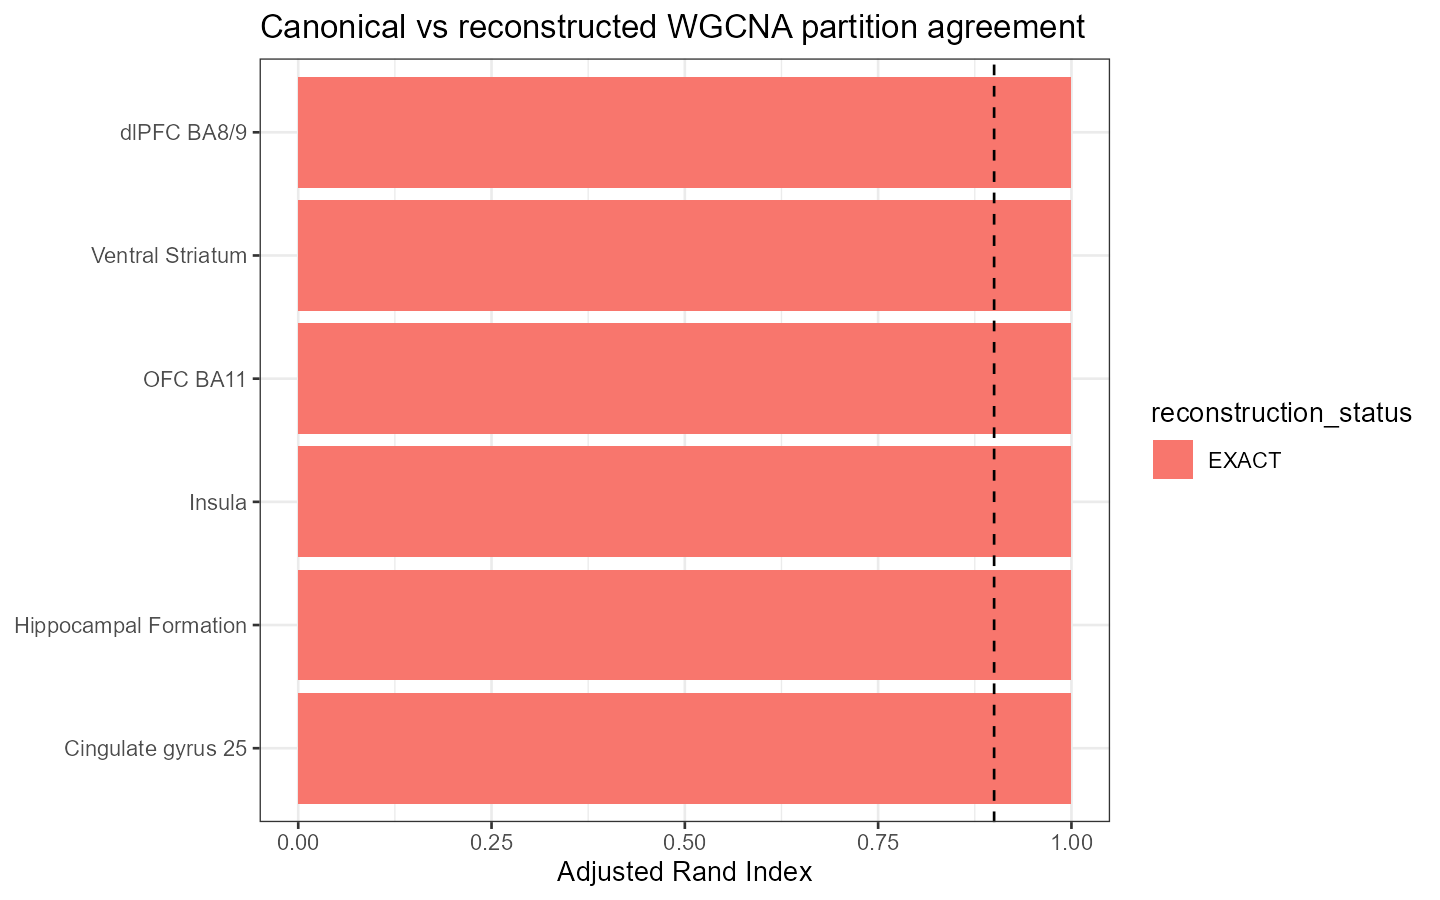 Canonical vs reconstructed WGCNA partition agreement
dlPFC BA8/9
Ventral Striatum
OFC BA11
Insula
Hippocampal Formation
Cingulate gyrus 25
0.00 0.25 0.50 0.75 1.00
Adjusted Rand Index
reconstruction_status
EXACT